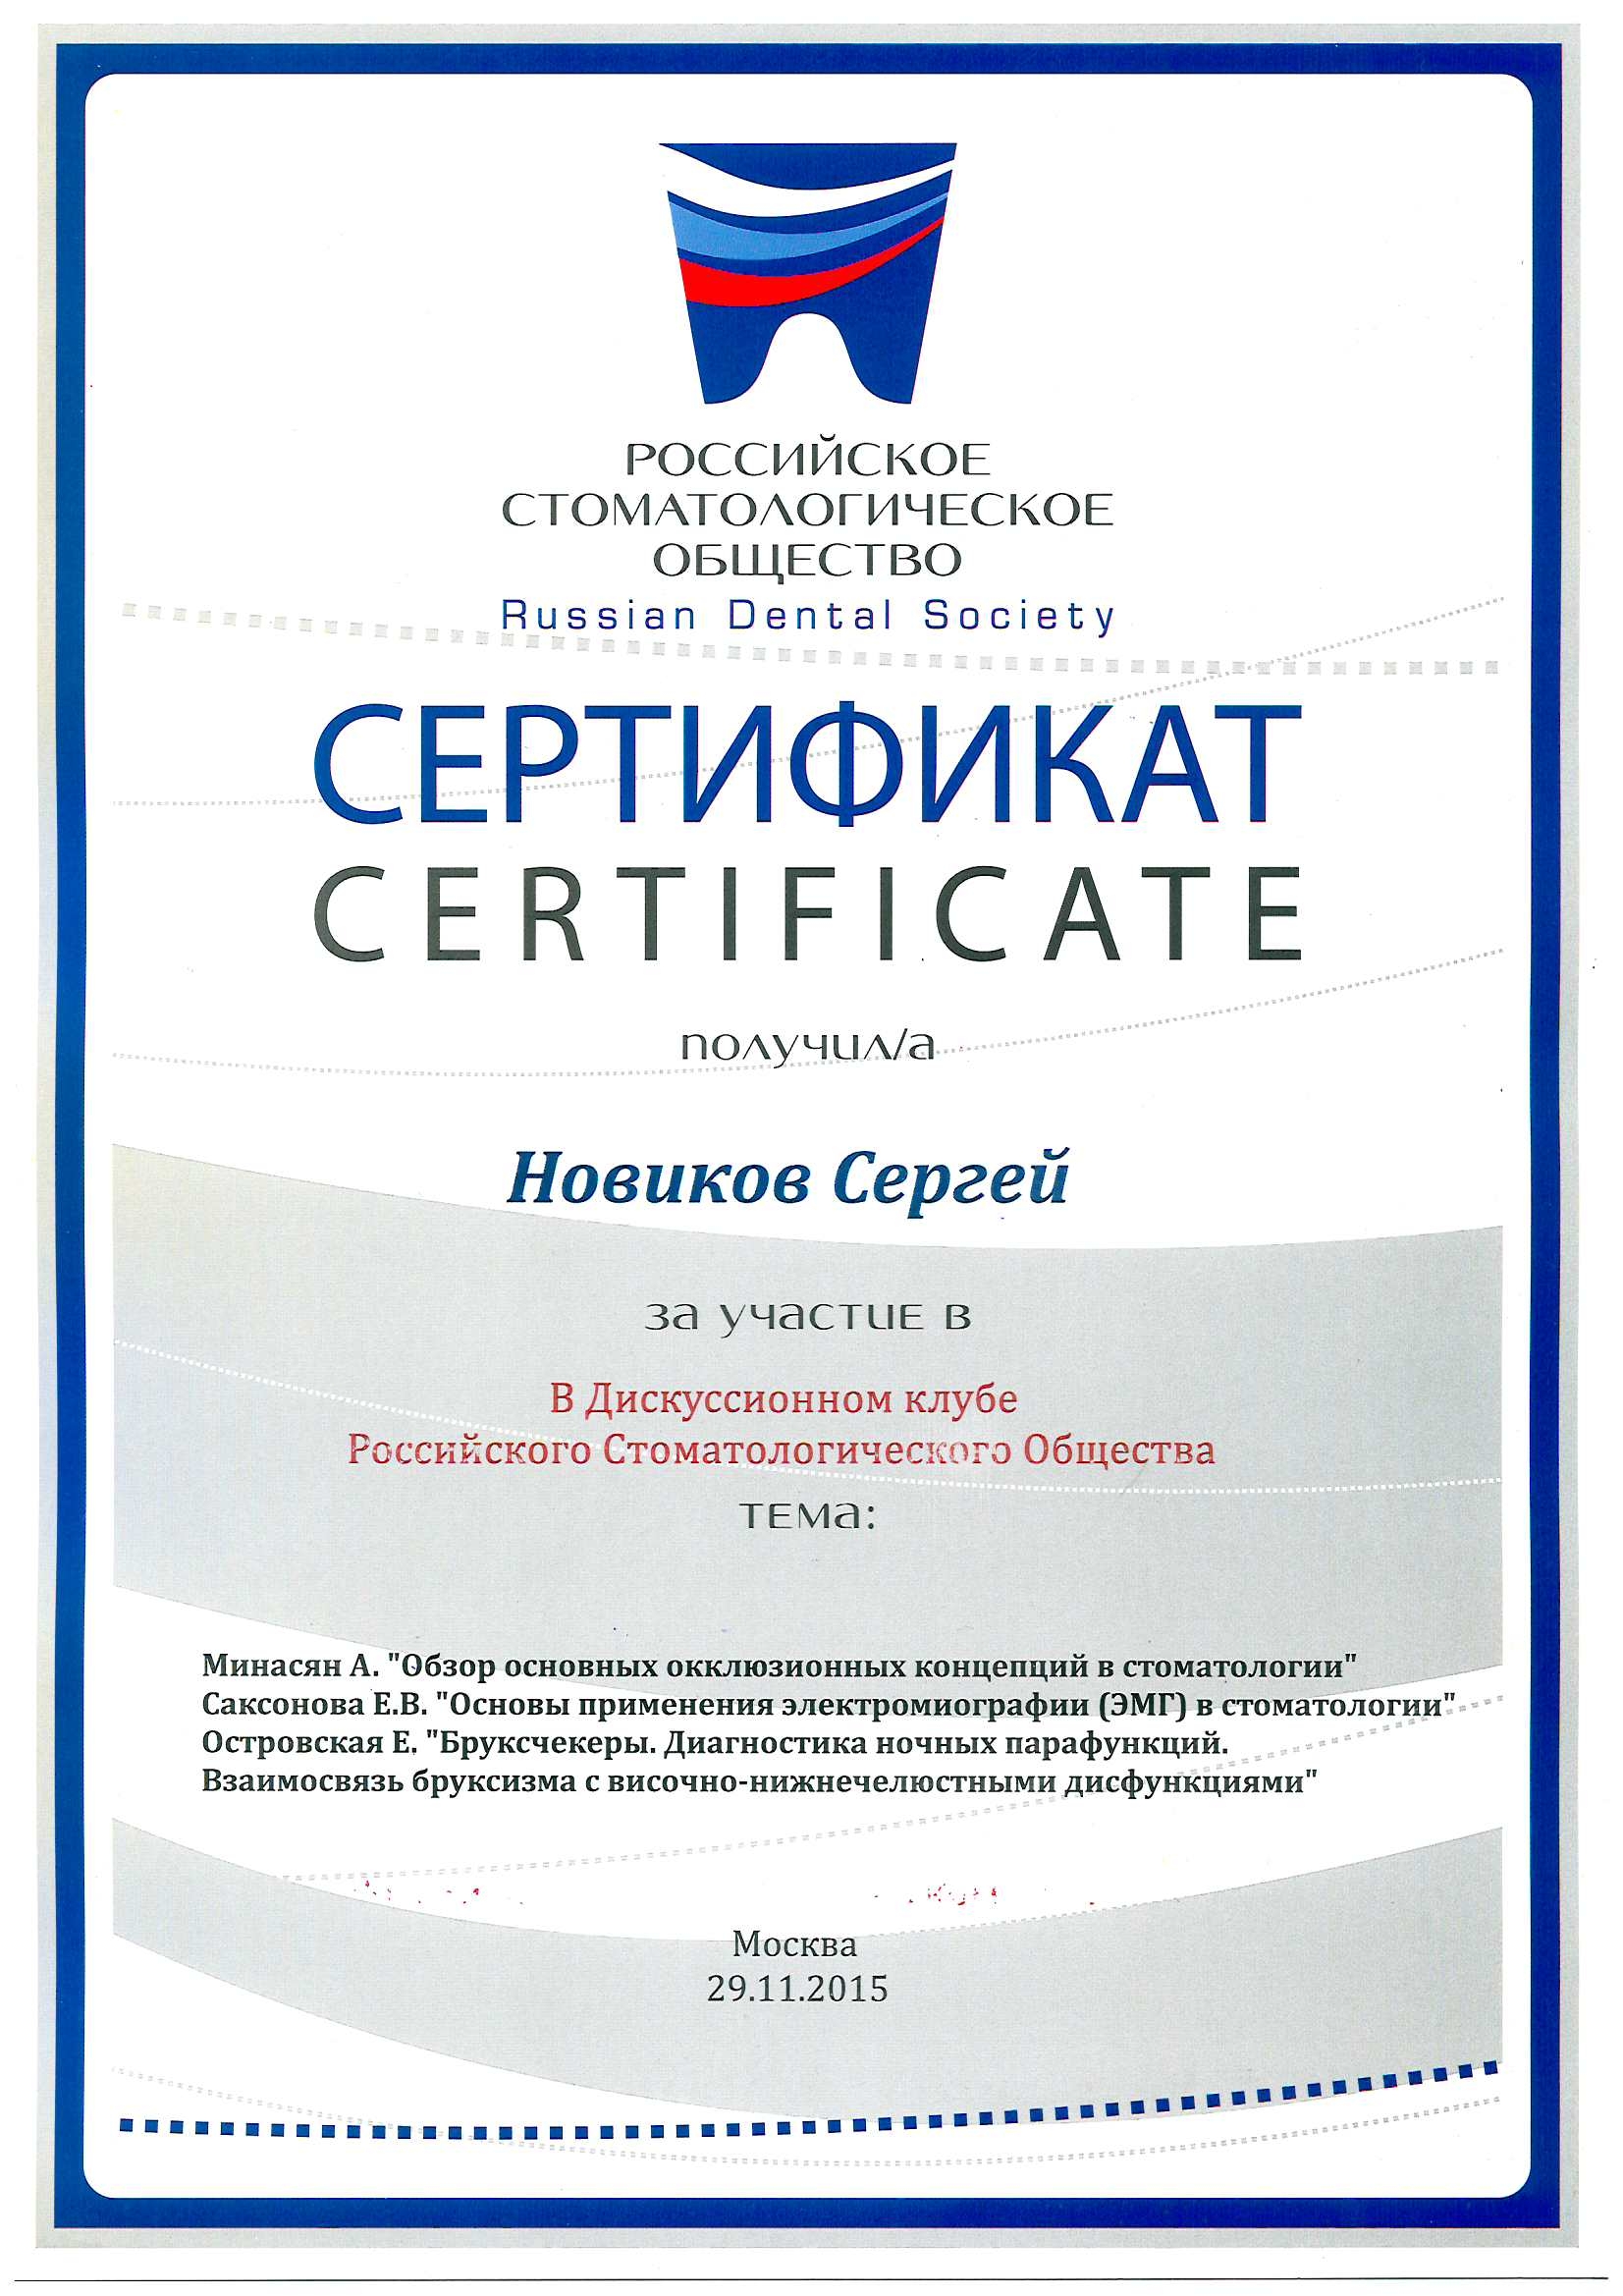 РОССИЙСКОЕ
СТОМАТОЛОГИЧЕСКОЕ
ОБЩЕСТВО
Russian Dental Society
СЕРТИФИКАТ
CERTIFICATE
получил/а
Новиков Сергей
за участие в
В Дискуссионном клубе
Российского Стоматологического Общества
тема:
Минасян А. "Обзор основных окклюзионных концепций в стоматологии"
Саксонова Е.В. "Основы применения электромиографии (ЭМГ) в стоматологии"
Островская Е. "Бруксчекеры. Диагностика ночных парафункций.
Взаимосвязь бруксизма с височно-нижнечелюстными дисфункциями"
Москва
29.11.2015